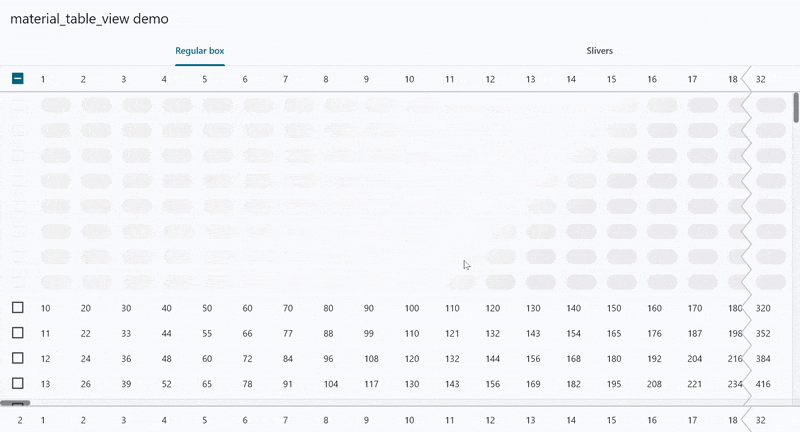 material_table_view demo
Regular box Slivers
1 2 3 4 5 6 7 8 9 10 11 12 13 14 15 16 17 18 32
10 20 30 40 50 60 70 80 90 100 110 120 130 140 150 160 170 180 320
11 22 33 44 55 66 77 88 99 110 121 132 143 154 165 176 187 198 352
12 24 36 48 60 72 84 96 108 120 132 144 156 168 180 192 204 216 384
13 26 39 52 65 78 91 104 117 130 143 156 169 182 195 208 221 234 416
2 1 2 3 4 5 6 7 8 9 10 11 12 13 14 15 16 17 18 32